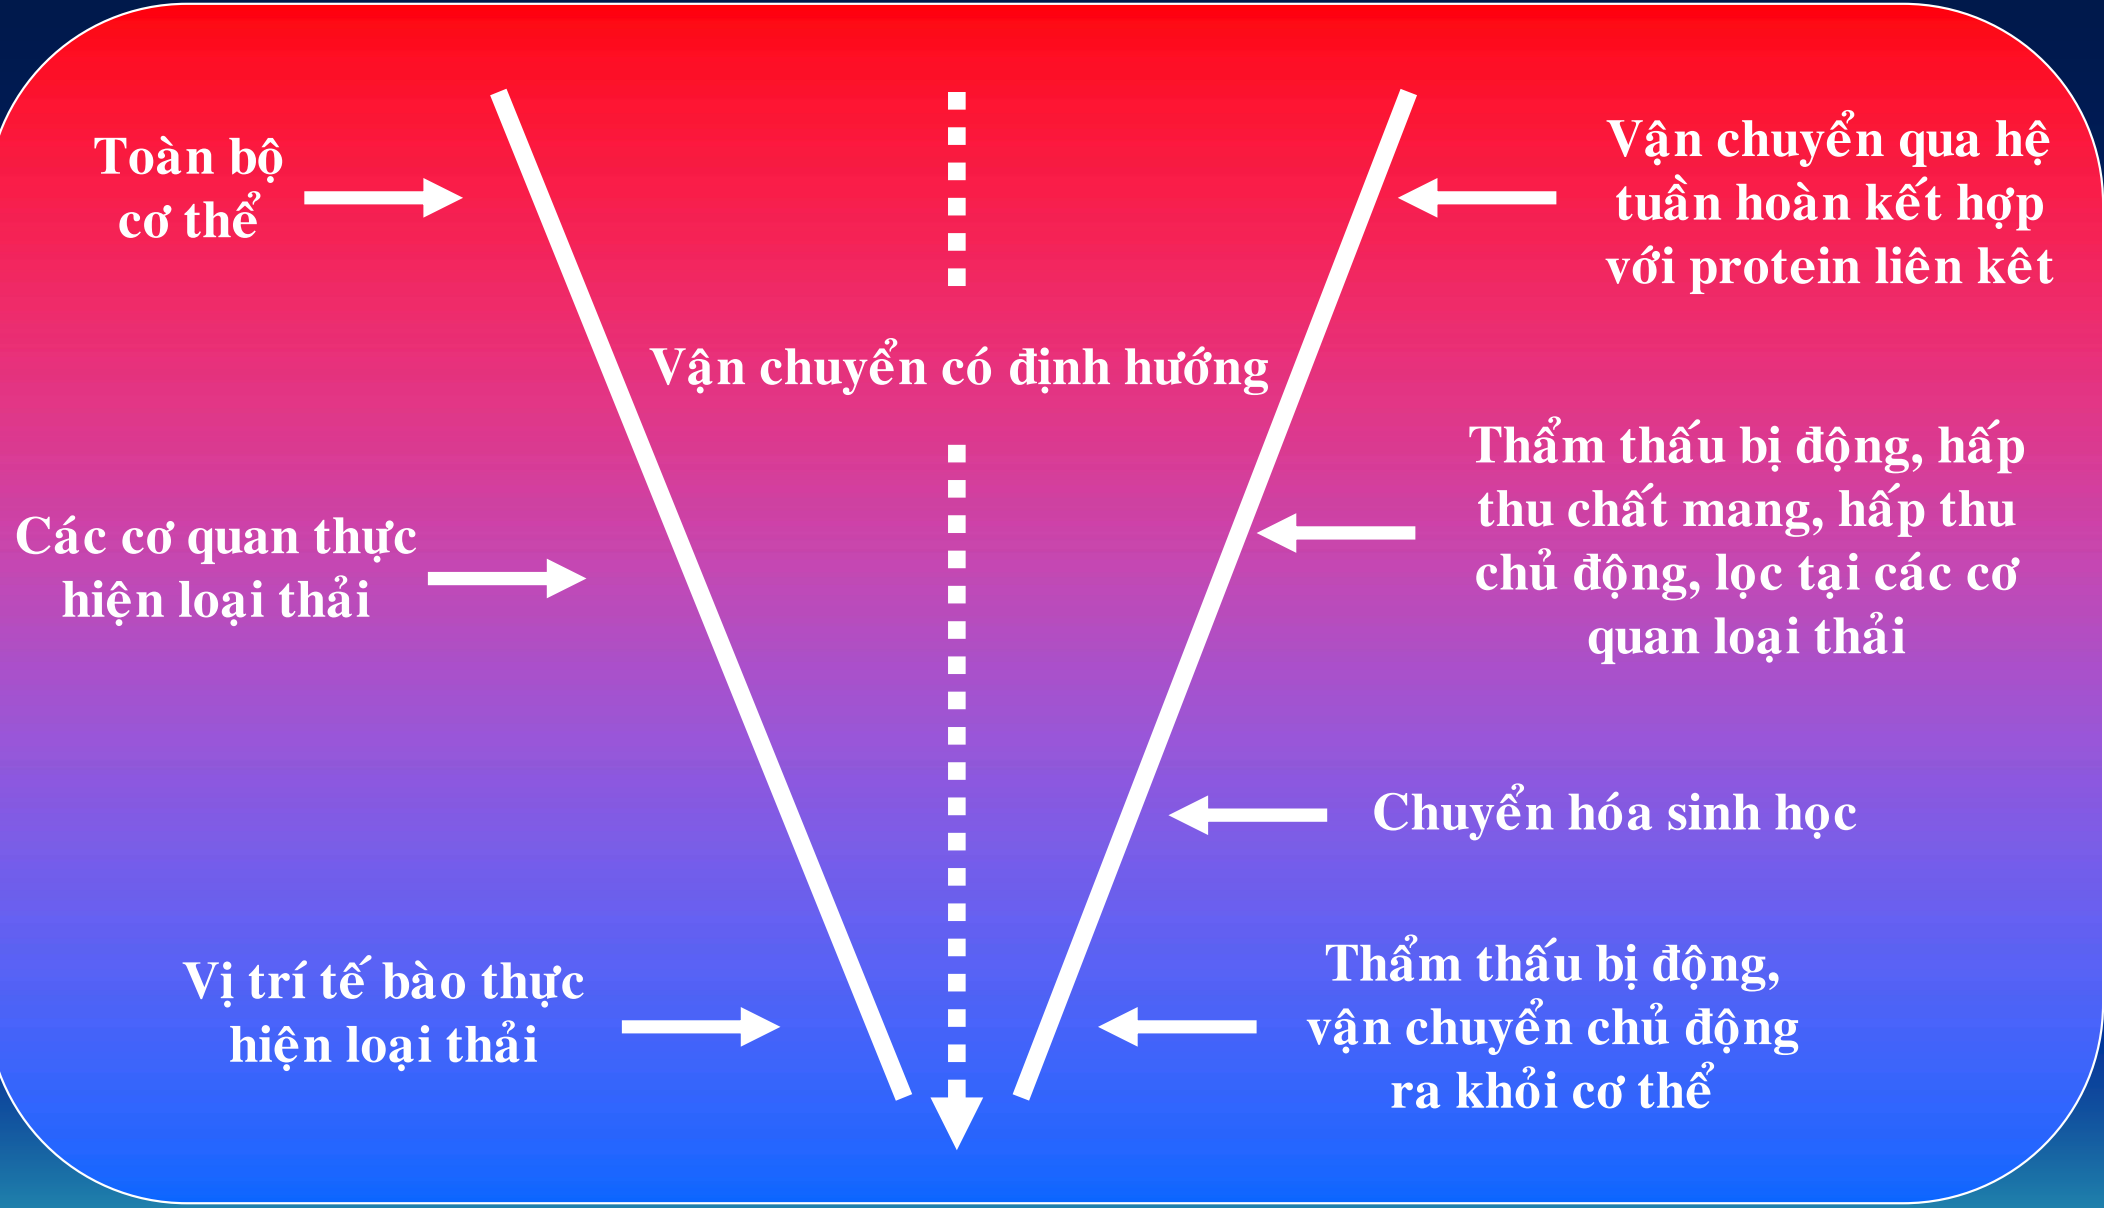 Toàn bộ
cơ thể
Vận chuyển qua hệ
tuần hoàn kết hợp
với protein liên kêt
Vận chuyển có định hướng
Các cơ quan thực
hiện loại thải
Thẩm thấu bị động, hấp
thu chất mang, hấp thu
chủ động, lọc tại các cơ
quan loại thải
Chuyển hóa sinh học
Vị trí tế bào thực
hiện loại thải
Thẩm thấu bị động,
vận chuyển chủ động
ra khỏi cơ thể